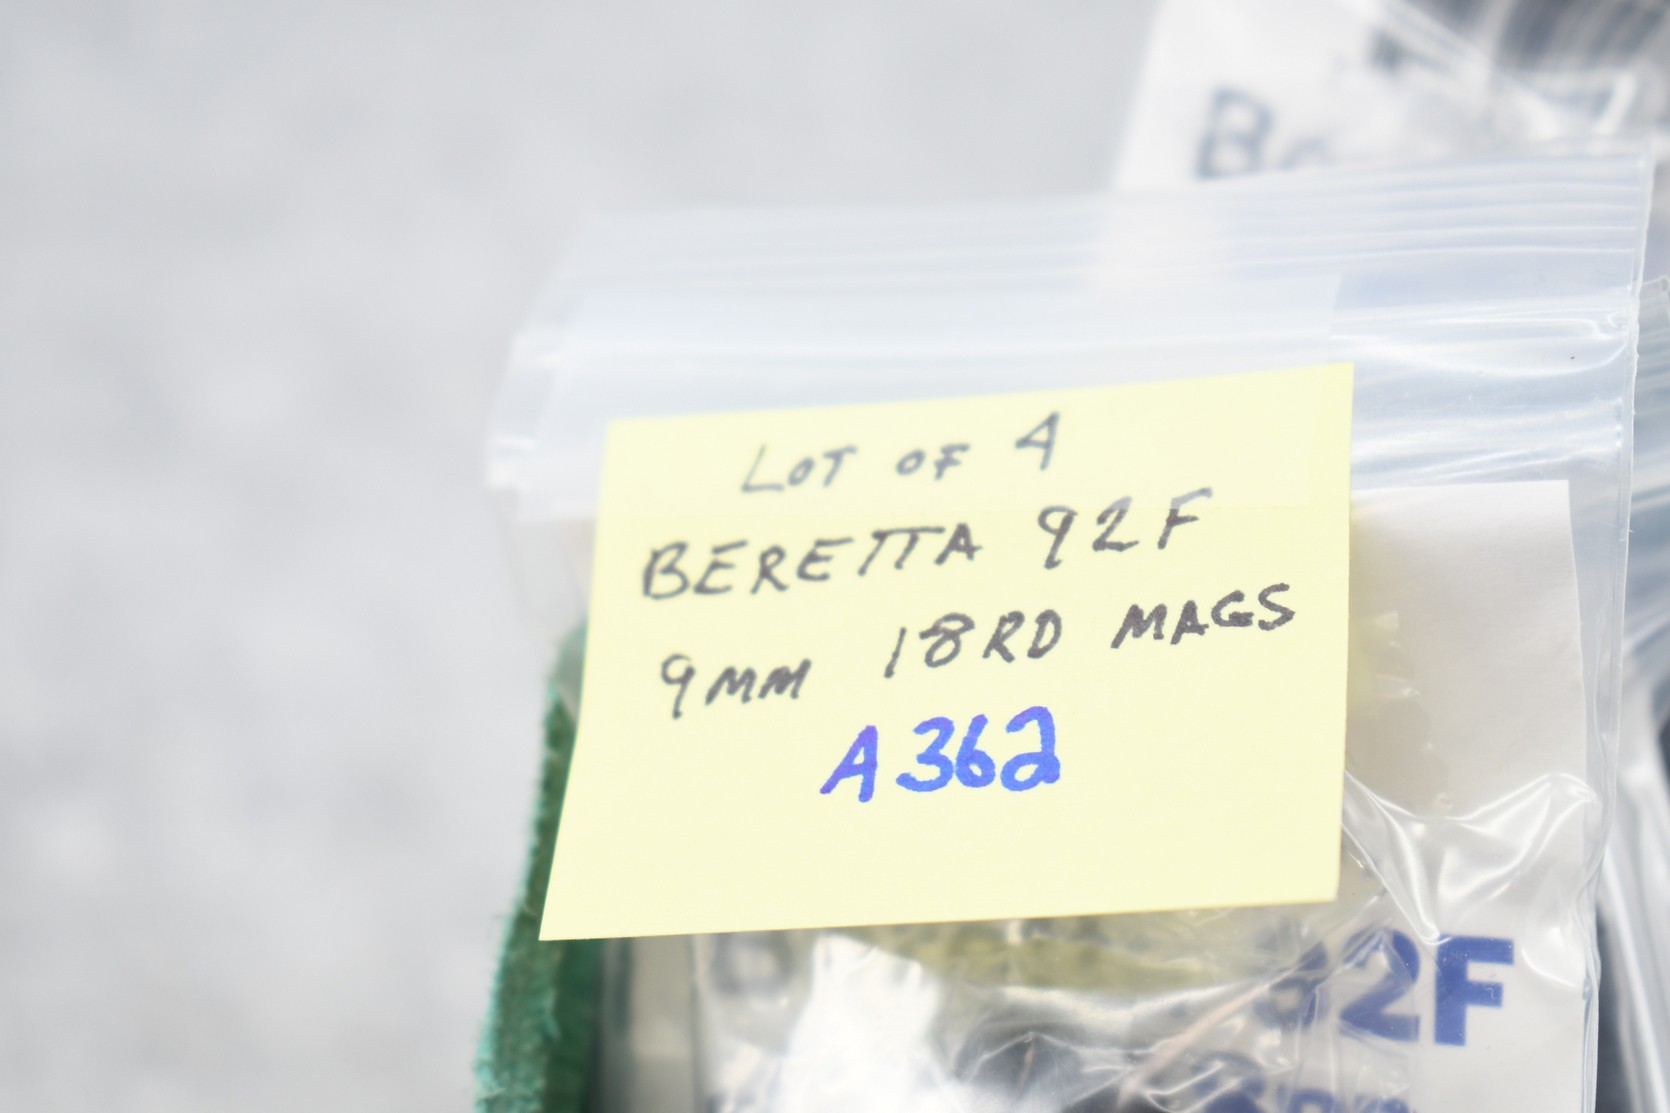 LOT OF 4
BERETTA 92F
9MM 18RD MAGS
A362
92F